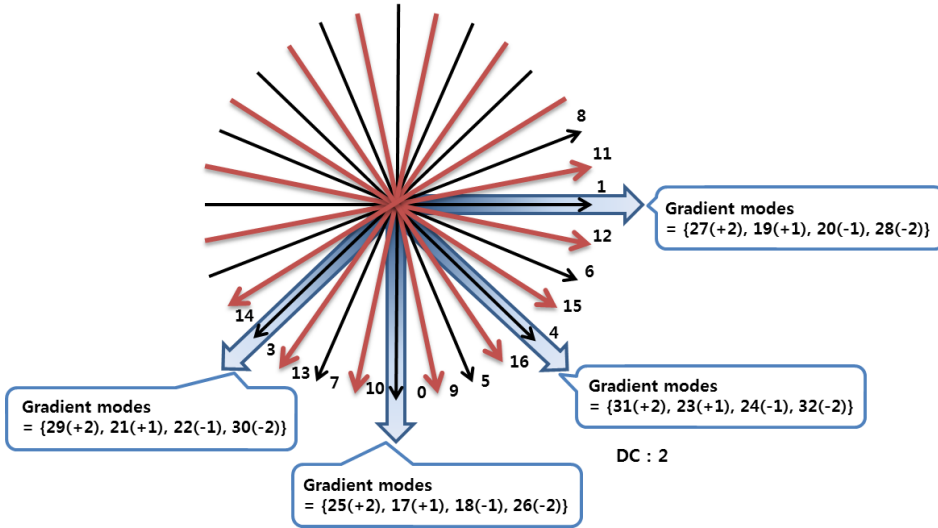 8
11
1
Gradient modes
= {27(+2), 19(+1), 20(-1), 28(-2)}
12
6
15
14
4
3
16
13
7
10
0
9
5
Gradient modes
= {31(+2), 23(+1), 24(-1), 32(-2)}
Gradient modes
= {29(+2), 21(+1), 22(-1), 30(-2)}
DC : 2
Gradient modes
= {25(+2), 17(+1), 18(-1), 26(-2)}